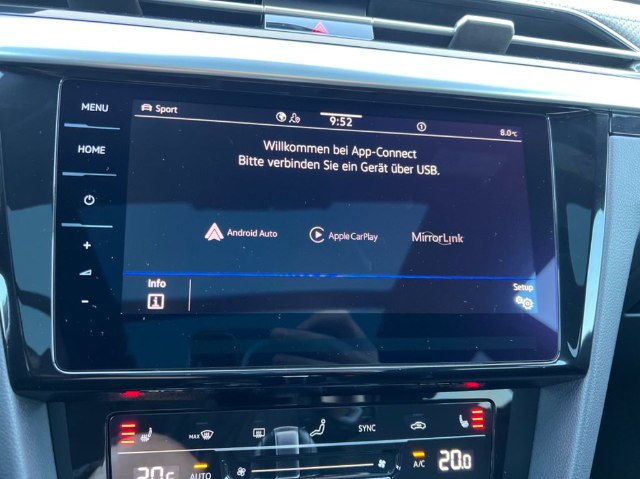 MENU
HOME
Sport
9:52
8.0°C
Willkommen bei App-Connect
Bitte verbinden Sie ein Gerät über USB.
Android Auto
Apple CarPlay
MirrorLink
Info
Setup
MAX
SYNC
AUTO
A/C
20.0